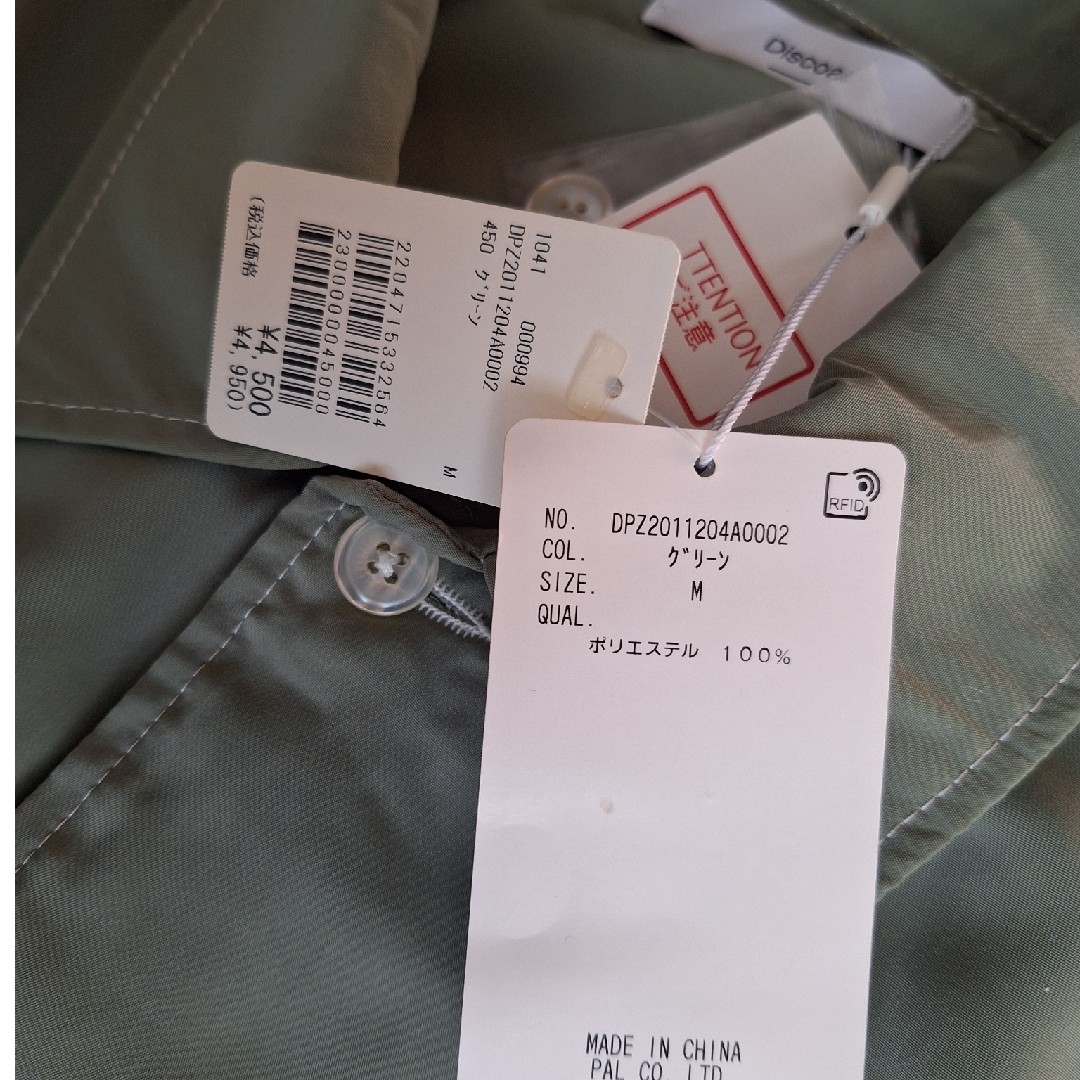 Discoat
TTENTION
ご注意
1041 000994
DPZ2011204A0002
450 グリーン
M
2204715332564
2300000045000
¥4,500
(税込価格 ¥4,950)
RFID
NO. DPZ2011204A0002
COL. グリーン
SIZE. M
QUAL.
ポリエステル 100%
MADE IN CHINA
PAL CO.,LTD